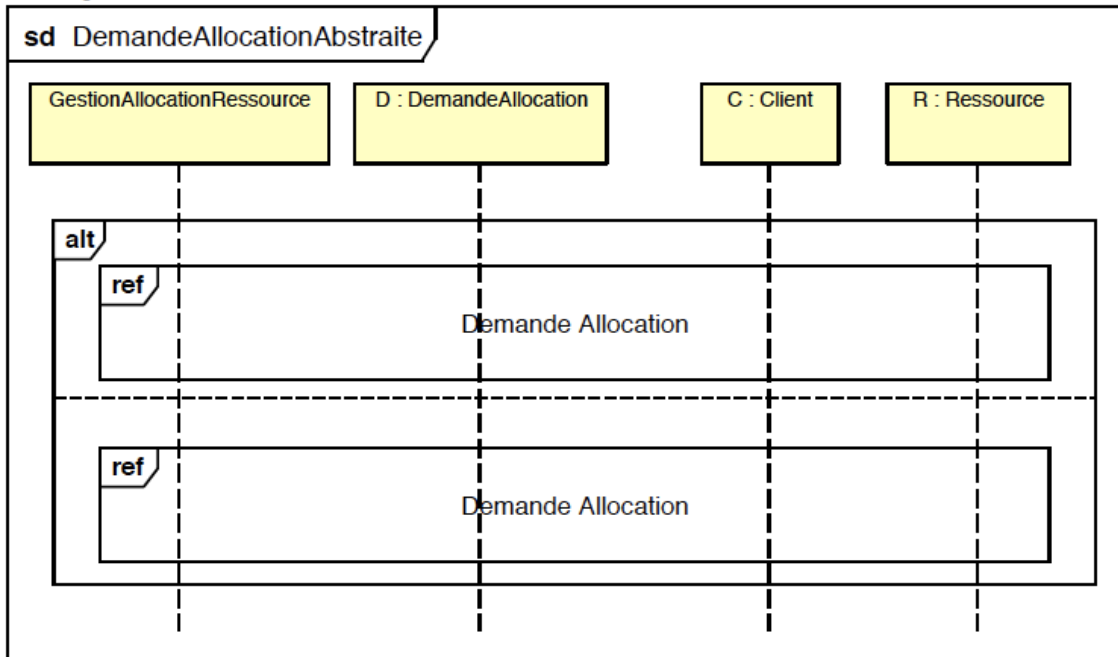 sd DemandeAllocationAbstraite
GestionAllocationRessource
D : DemandeAllocation
C : Client
R : Ressource
alt
ref
Demande Allocation
ref
Demande Allocation